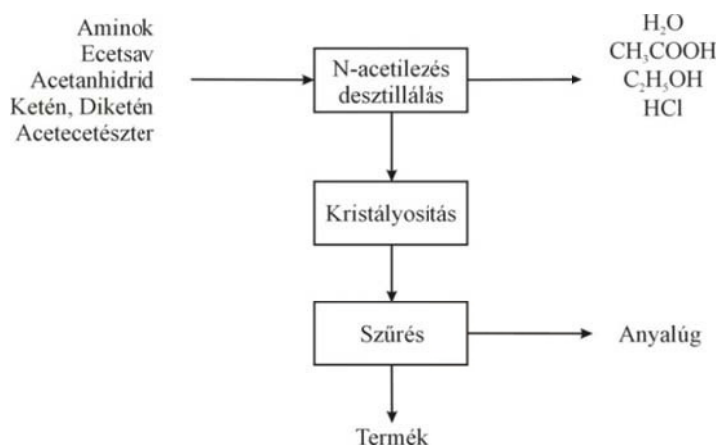 Aminok
Ecetsav
Acetanhidrid
Ketén, Diketén
Acetecetészter
N-acetilezés
desztillálás
H₂O
CH₃COOH
C₂H₅OH
HCl
Kristályosítás
Szűrés
Anyalúg
Termék